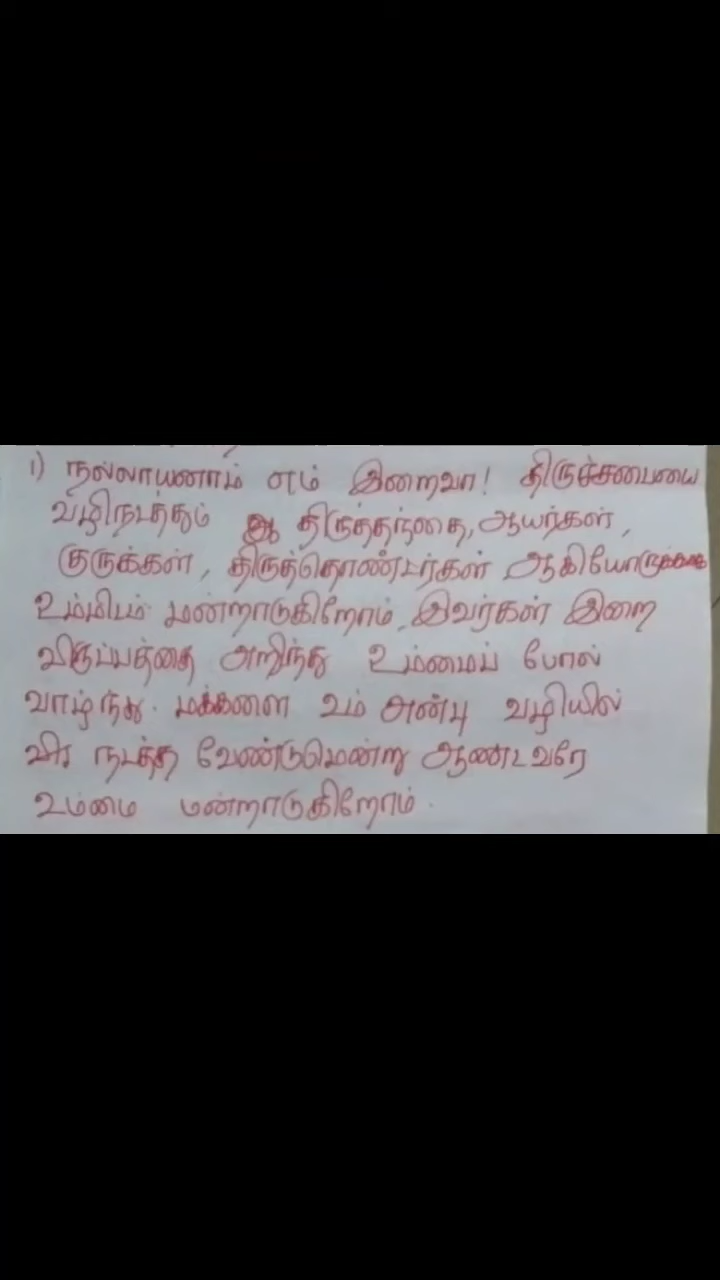 1) நல்லாயனாம் எம் இறைவா! திருச்சபையை
வழிநடத்தும் திருத்தந்தை, ஆயர்கள்,
குருக்கள், திருத்தொண்டர்கள் ஆகியோருக்காக
உம்மிடம் மன்றாடுகிறோம். இவர்கள் இறை
விருப்பத்தை அறிந்து உம்மைப் போல்
வாழ்ந்து. மக்களை உம் அன்பு வழியில்
நடத்த வேண்டுமென்று ஆண்டவரே
உம்மை மன்றாடுகிறோம்.